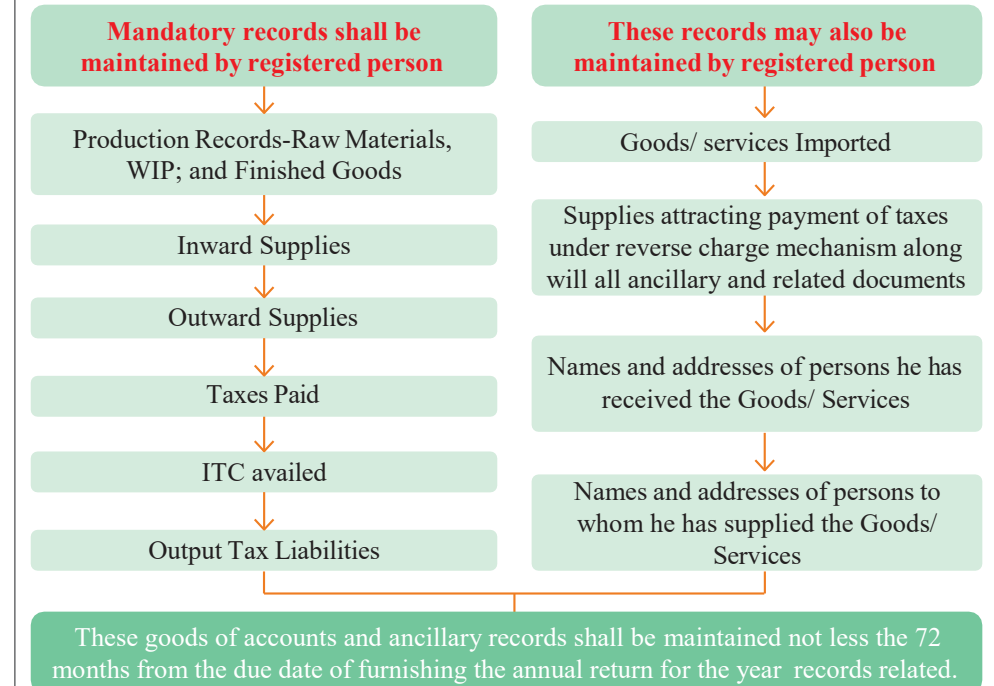 Mandatory records shall be
maintained by registered person
Production Records-Raw Materials,
WIP; and Finished Goods
Inward Supplies
Outward Supplies
Taxes Paid
ITC availed
Output Tax Liabilities
These records may also be
maintained by registered person
Goods/ services Imported
Supplies attracting payment of taxes
under reverse charge mechanism along
will all ancillary and related documents
Names and addresses of persons he has
received the Goods/ Services
Names and addresses of persons to
whom he has supplied the Goods/
Services
These goods of accounts and ancillary records shall be maintained not less the 72
months from the due date of furnishing the annual return for the year records related.